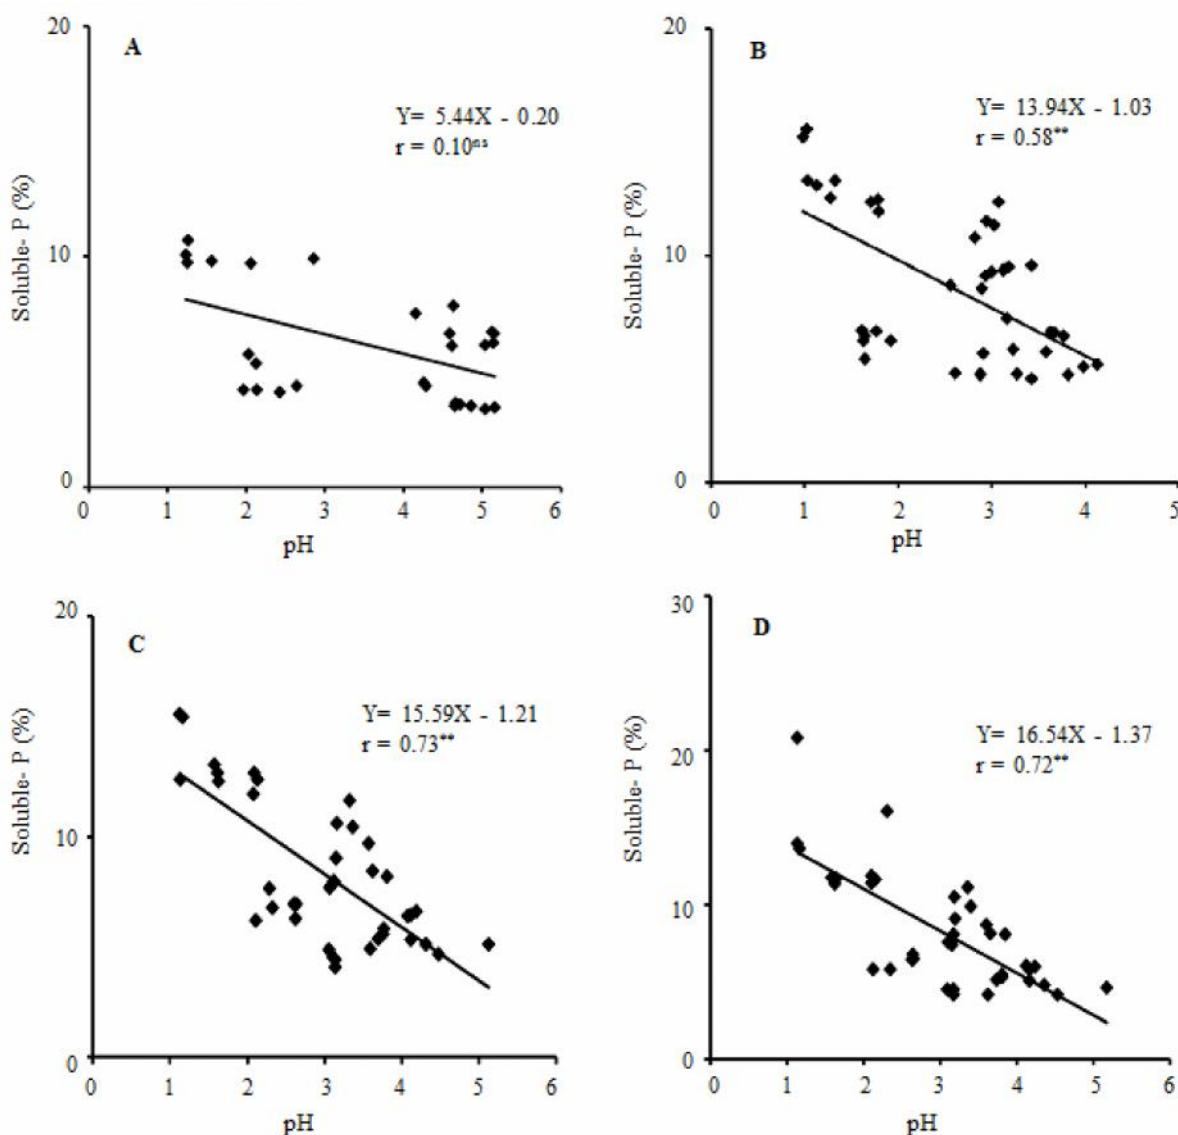 A
Y= 5.44X - 0.20
r = 0.10ns
Soluble- P (%)
20
10
0
0 1 2 3 4 5 6
pH
B
Y= 13.94X - 1.03
r = 0.58**
Soluble- P (%)
20
10
0
0 1 2 3 4 5
pH
C
Y= 15.59X - 1.21
r = 0.73**
Soluble- P (%)
20
10
0
0 1 2 3 4 5 6
pH
D
Y= 16.54X - 1.37
r = 0.72**
Soluble- P (%)
30
20
10
0
0 1 2 3 4 5 6
pH